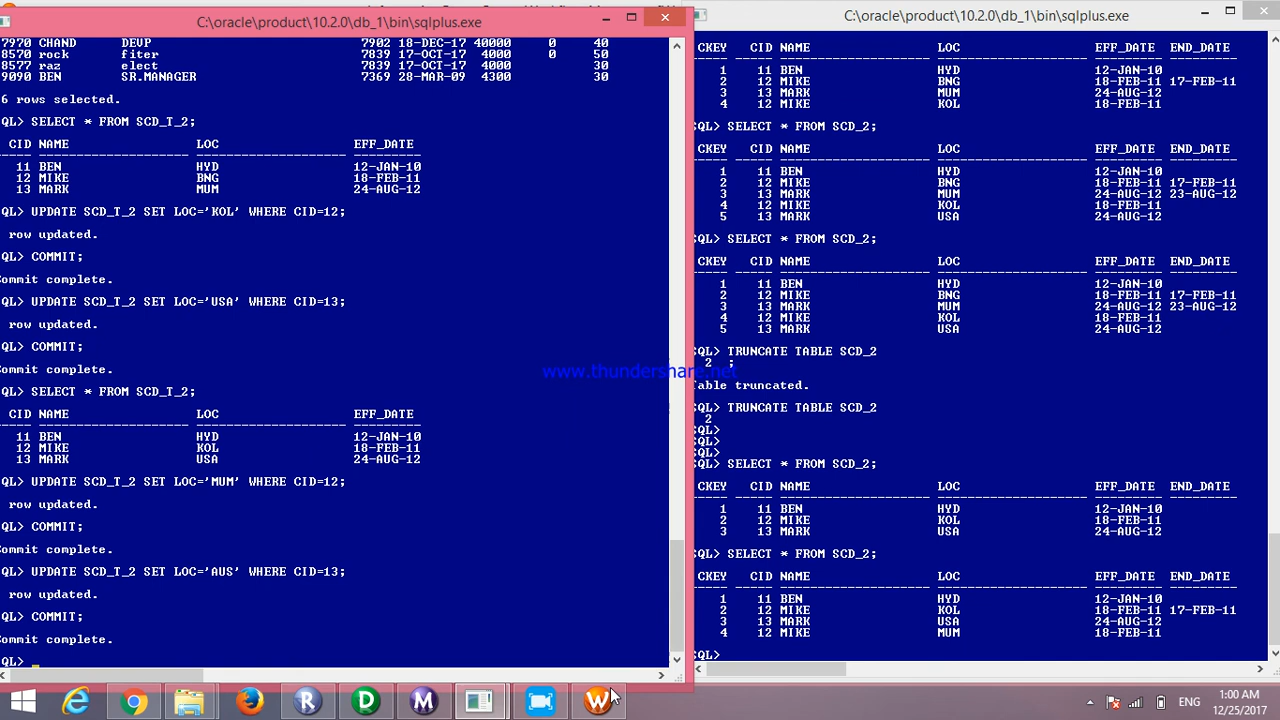 C:\oracle\product\10.2.0\db_1\bin\sqlplus.exe
7970 CHAND DEVP 7902 18-DEC-17 40000 0 40
8570 rock fiter 7839 17-OCT-17 4000 0 50
8577 raz elect 7839 17-OCT-17 4000 30
9090 BEN SR.MANAGER 7369 28-MAR-09 4300 30
6 rows selected.
QL> SELECT * FROM SCD_T_2;
CID NAME LOC EFF_DATE
11 BEN HYD 12-JAN-10
12 MIKE BNG 18-FEB-11
13 MARK MUM 24-AUG-12
QL> UPDATE SCD_T_2 SET LOC='KOL' WHERE CID=12;
row updated.
QL> COMMIT;
ommit complete.
QL> UPDATE SCD_T_2 SET LOC='USA' WHERE CID=13;
row updated.
QL> COMMIT;
ommit complete.
QL> SELECT * FROM SCD_T_2;
CID NAME LOC EFF_DATE
11 BEN HYD 12-JAN-10
12 MIKE KOL 18-FEB-11
13 MARK USA 24-AUG-12
QL> UPDATE SCD_T_2 SET LOC='MUM' WHERE CID=12;
row updated.
QL> COMMIT;
ommit complete.
QL> UPDATE SCD_T_2 SET LOC='AUS' WHERE CID=13;
row updated.
QL> COMMIT;
ommit complete.
QL>
C:\oracle\product\10.2.0\db_1\bin\sqlplus.exe
CKEY CID NAME LOC EFF_DATE END_DATE
1 11 BEN HYD 12-JAN-10
2 12 MIKE BNG 18-FEB-11 17-FEB-11
3 13 MARK MUM 24-AUG-12
4 12 MIKE KOL 18-FEB-11
SQL> SELECT * FROM SCD_2;
CKEY CID NAME LOC EFF_DATE END_DATE
1 11 BEN HYD 12-JAN-10
2 12 MIKE BNG 18-FEB-11 17-FEB-11
3 13 MARK MUM 24-AUG-12 23-AUG-12
4 12 MIKE KOL 18-FEB-11
5 13 MARK USA 24-AUG-12
SQL> SELECT * FROM SCD_2;
CKEY CID NAME LOC EFF_DATE END_DATE
1 11 BEN HYD 12-JAN-10
2 12 MIKE BNG 18-FEB-11 17-FEB-11
3 13 MARK MUM 24-AUG-12 23-AUG-12
4 12 MIKE KOL 18-FEB-11
5 13 MARK USA 24-AUG-12
SQL> TRUNCATE TABLE SCD_2
2 ;
www.thundershare.net
Table truncated.
SQL> TRUNCATE TABLE SCD_2
2
SQL>
SQL>
SQL>
SQL> SELECT * FROM SCD_2;
CKEY CID NAME LOC EFF_DATE END_DATE
1 11 BEN HYD 12-JAN-10
2 12 MIKE KOL 18-FEB-11
3 13 MARK USA 24-AUG-12
SQL> SELECT * FROM SCD_2;
CKEY CID NAME LOC EFF_DATE END_DATE
1 11 BEN HYD 12-JAN-10
2 12 MIKE KOL 18-FEB-11 17-FEB-11
3 13 MARK USA 24-AUG-12
4 12 MIKE MUM 18-FEB-11
SQL>
R D M W
ENG
1:00 AM
12/25/2017